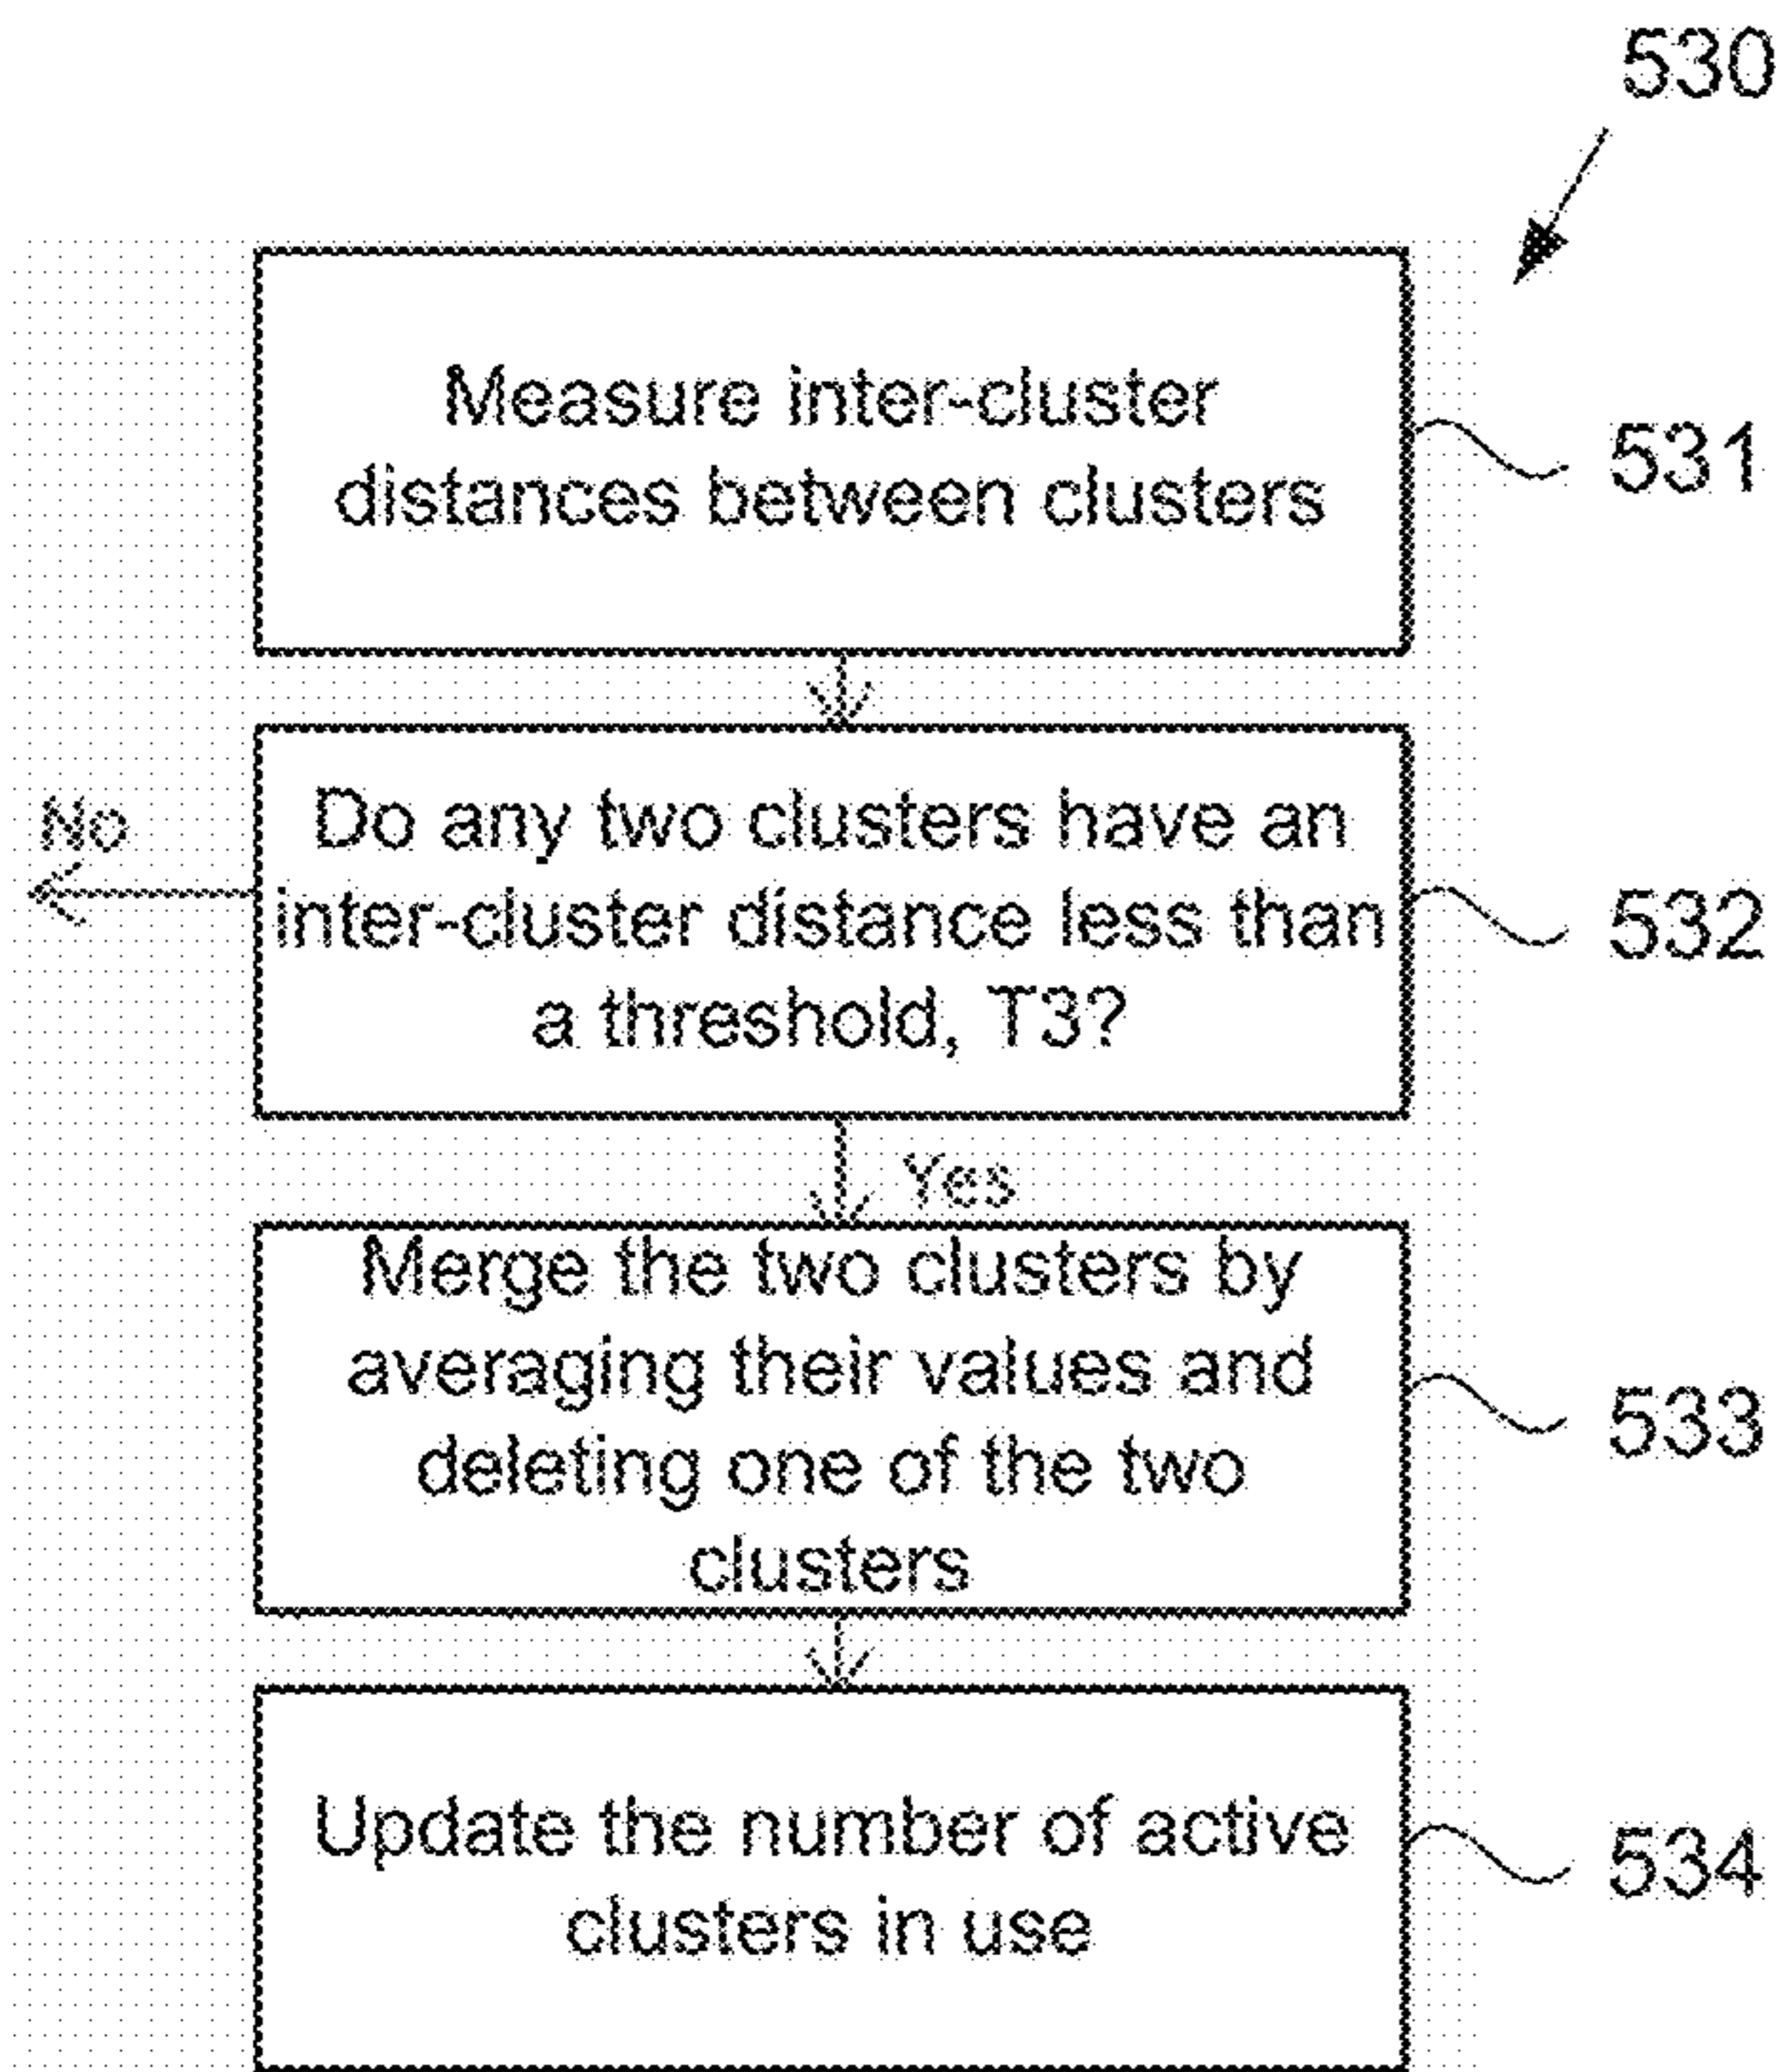 530
Measure inter-cluster
distances between clusters
531
No
Do any two clusters have an
inter-cluster distance less than
a threshold, T3?
532
Yes
Merge the two clusters by
averaging their values and
deleting one of the two
clusters
533
Update the number of active
clusters in use
534